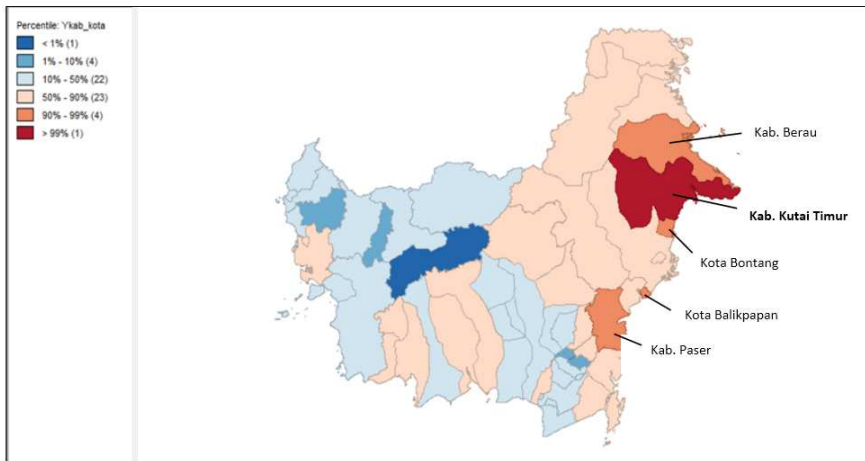 Percentile: Ykab_kota
< 1% (1)
1% - 10% (4)
10% - 50% (22)
50% - 90% (23)
90% - 99% (4)
> 99% (1)
Kab. Berau
Kab. Kutai Timur
Kota Bontang
Kota Balikpapan
Kab. Paser